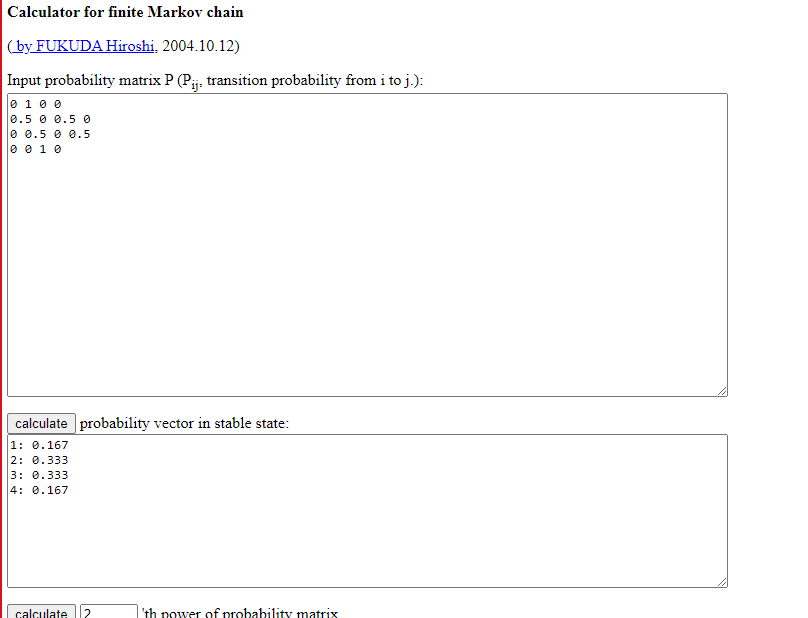 Calculator for finite Markov chain
( by FUKUDA Hiroshi, 2004.10.12)
Input probability matrix P (Pij, transition probability from i to j.):
0 1 0 0
0.5 0 0.5 0
0 0.5 0 0.5
0 0 1 0
calculate probability vector in stable state:
1: 0.167
2: 0.333
3: 0.333
4: 0.167
calculate 2 'th power of probability matrix